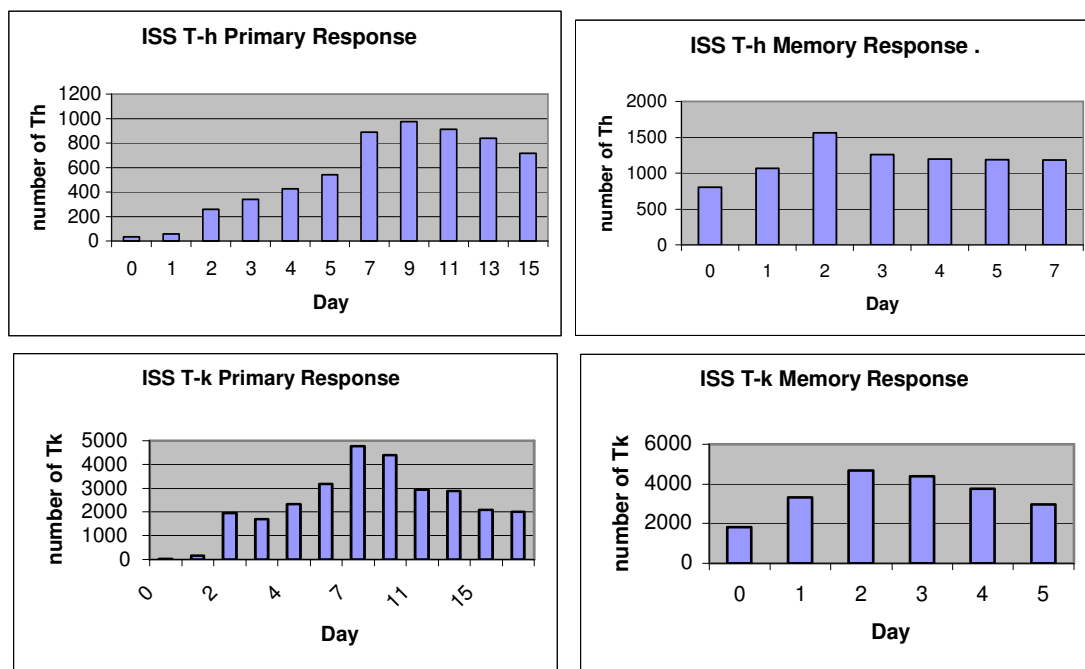 ISS T-h Primary Response
number of Th
1200
1000
800
600
400
200
0
0 1 2 3 4 5 7 9 11 13 15
Day
ISS T-h Memory Response .
number of Th
2000
1500
1000
500
0
0 1 2 3 4 5 7
Day
ISS T-k Primary Response
number of Tk
5000
4000
3000
2000
1000
0
0 2 4 7 11 15
Day
ISS T-k Memory Response
number of Tk
6000
4000
2000
0
0 1 2 3 4 5
Day